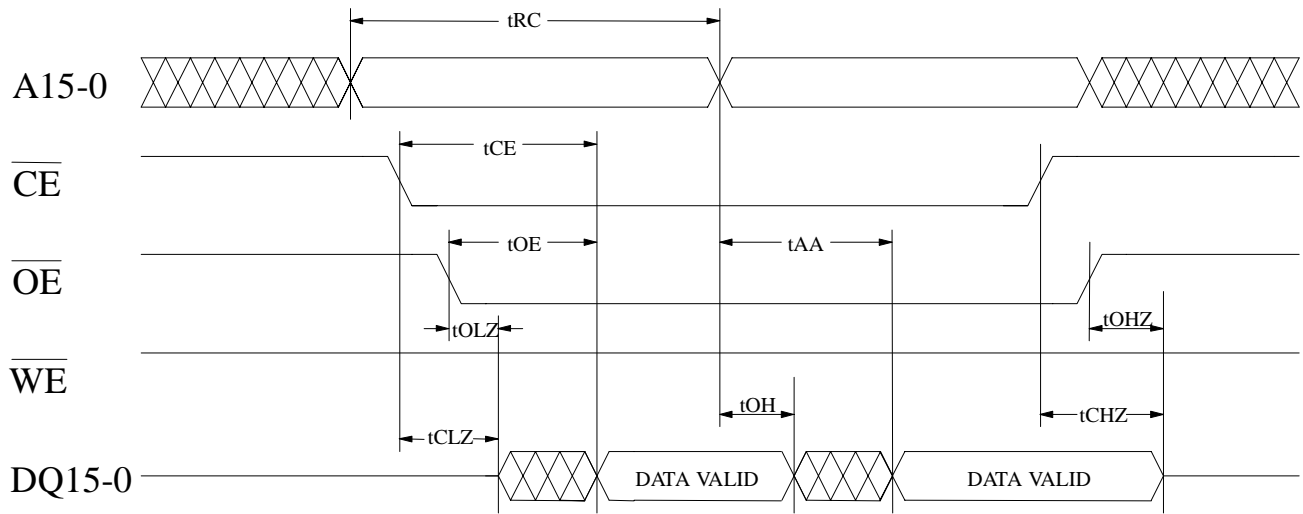 tRC
A15-0
tCE
CE
tOE
tAA
OE
tOLZ
tOHZ
WE
tOH
tCHZ
tCLZ
DQ15-0
DATA VALID
DATA VALID